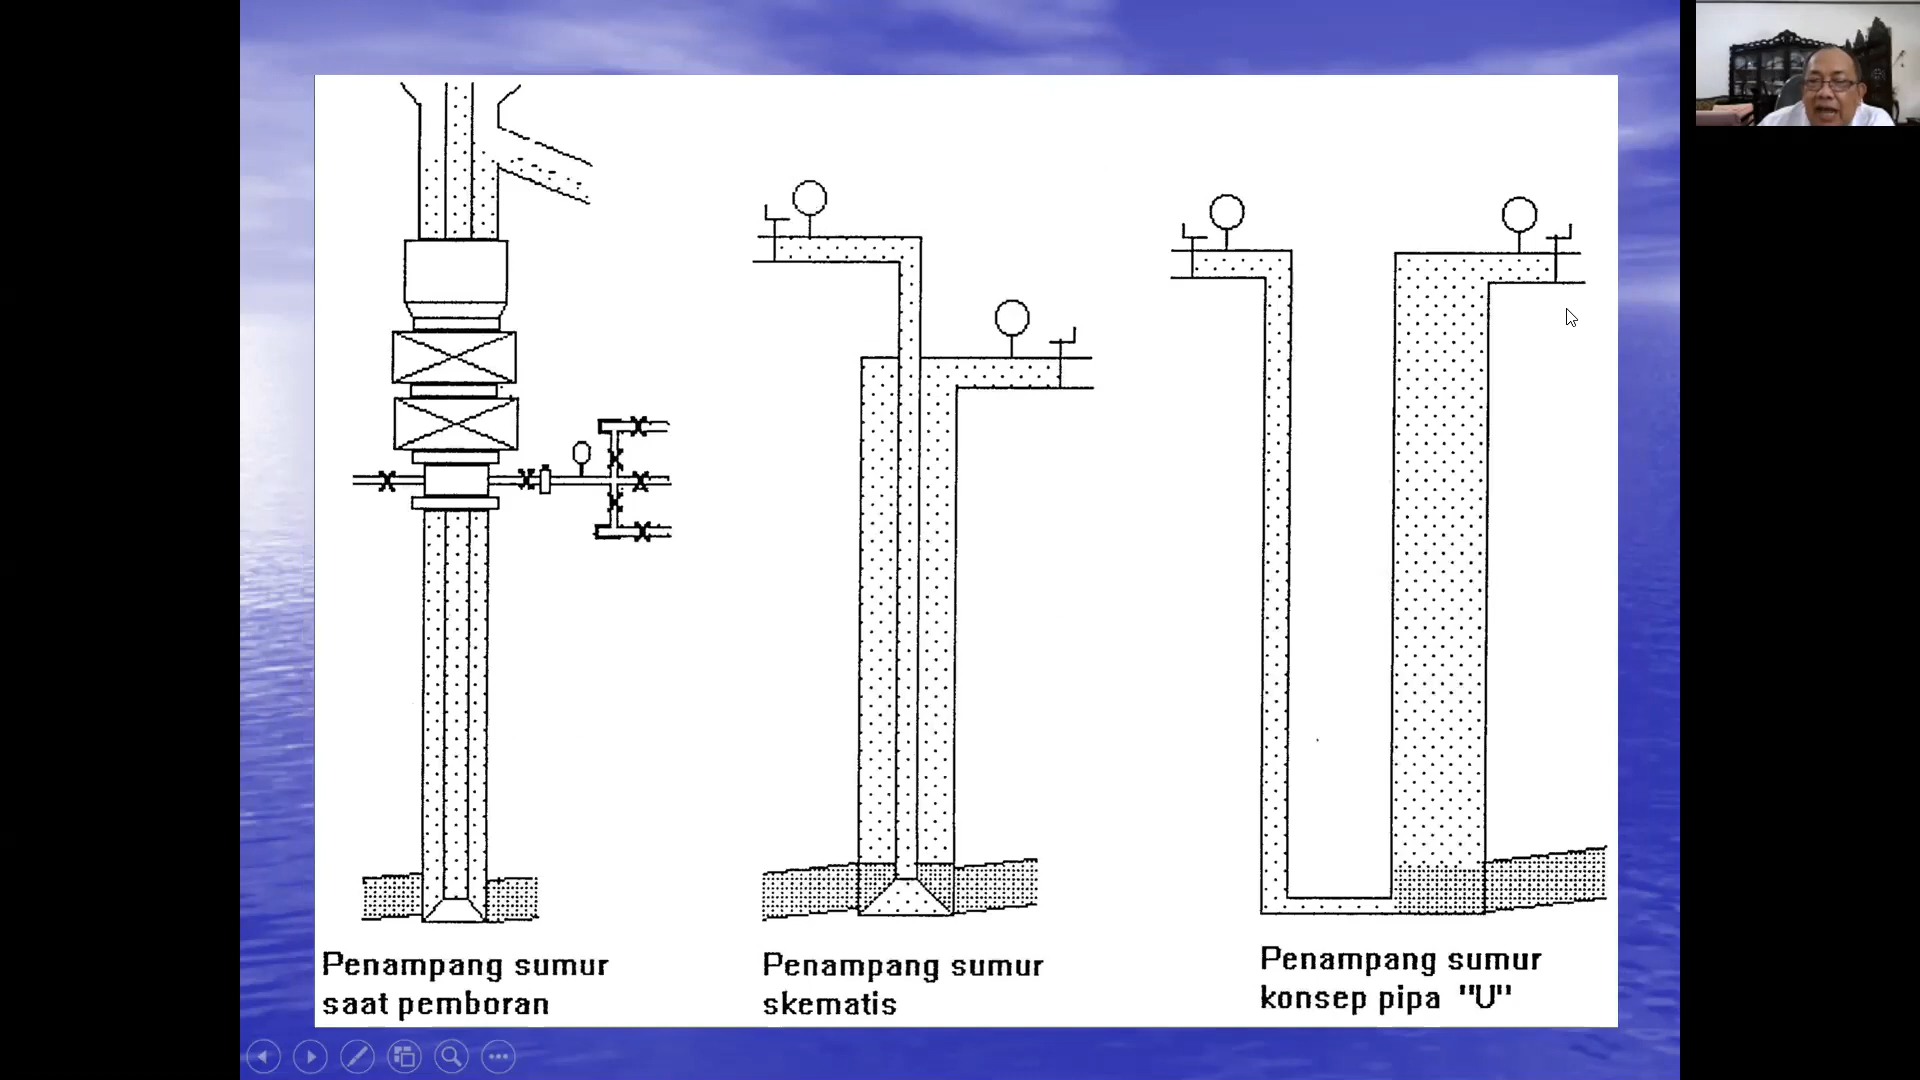 Penampang sumur
saat pemboran
Penampang sumur
skematis
Penampang sumur
konsep pipa "U"